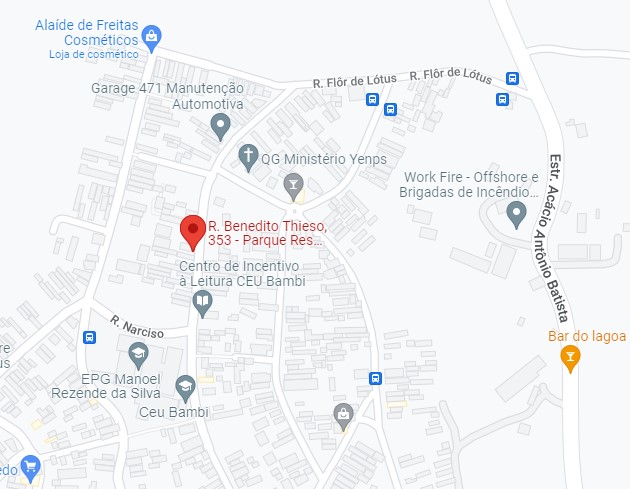 Alaíde de Freitas
Cosméticos
Loja de cosmético
R. Flôr de Lótus
R. Flôr de Lótus
Garage 471 Manutenção
Automotiva
QG Ministério Yenps
Work Fire - Offshore e
Brigadas de Incêndio...
Estr. Acácio Antônio Batista
R. Benedito Thieso,
353 - Parque Res...
Centro de Incentivo
à Leitura CEU Bambi
R. Narciso
Bar do lagoa
EPG Manoel
Rezende da Silva
Ceu Bambi